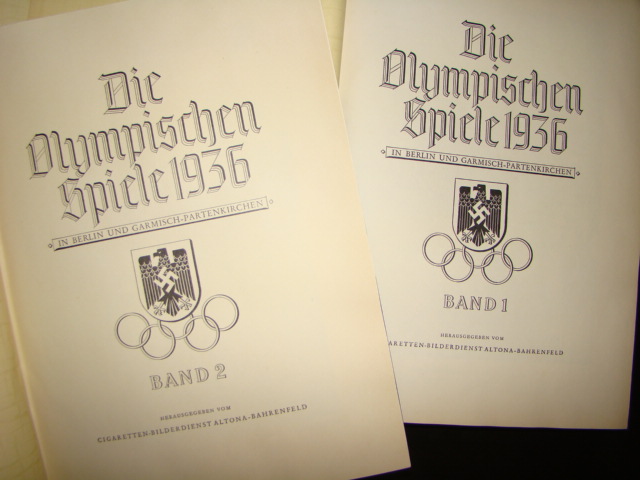 Die
Olympischen
Spiele 1936
IN BERLIN UND GARMISCH-PARTENKIRCHEN
BAND 2
HERAUSGEGEBEN VOM
CIGARETTEN-BILDERDIENST ALTONA-BAHRENFELD
Die
Olympischen
Spiele 1936
IN BERLIN UND GARMISCH-PARTENKIRCHEN
BAND 1
HERAUSGEGEBEN VOM
ARETTEN-BILDERDIENST ALTONA-BAHRENFELD